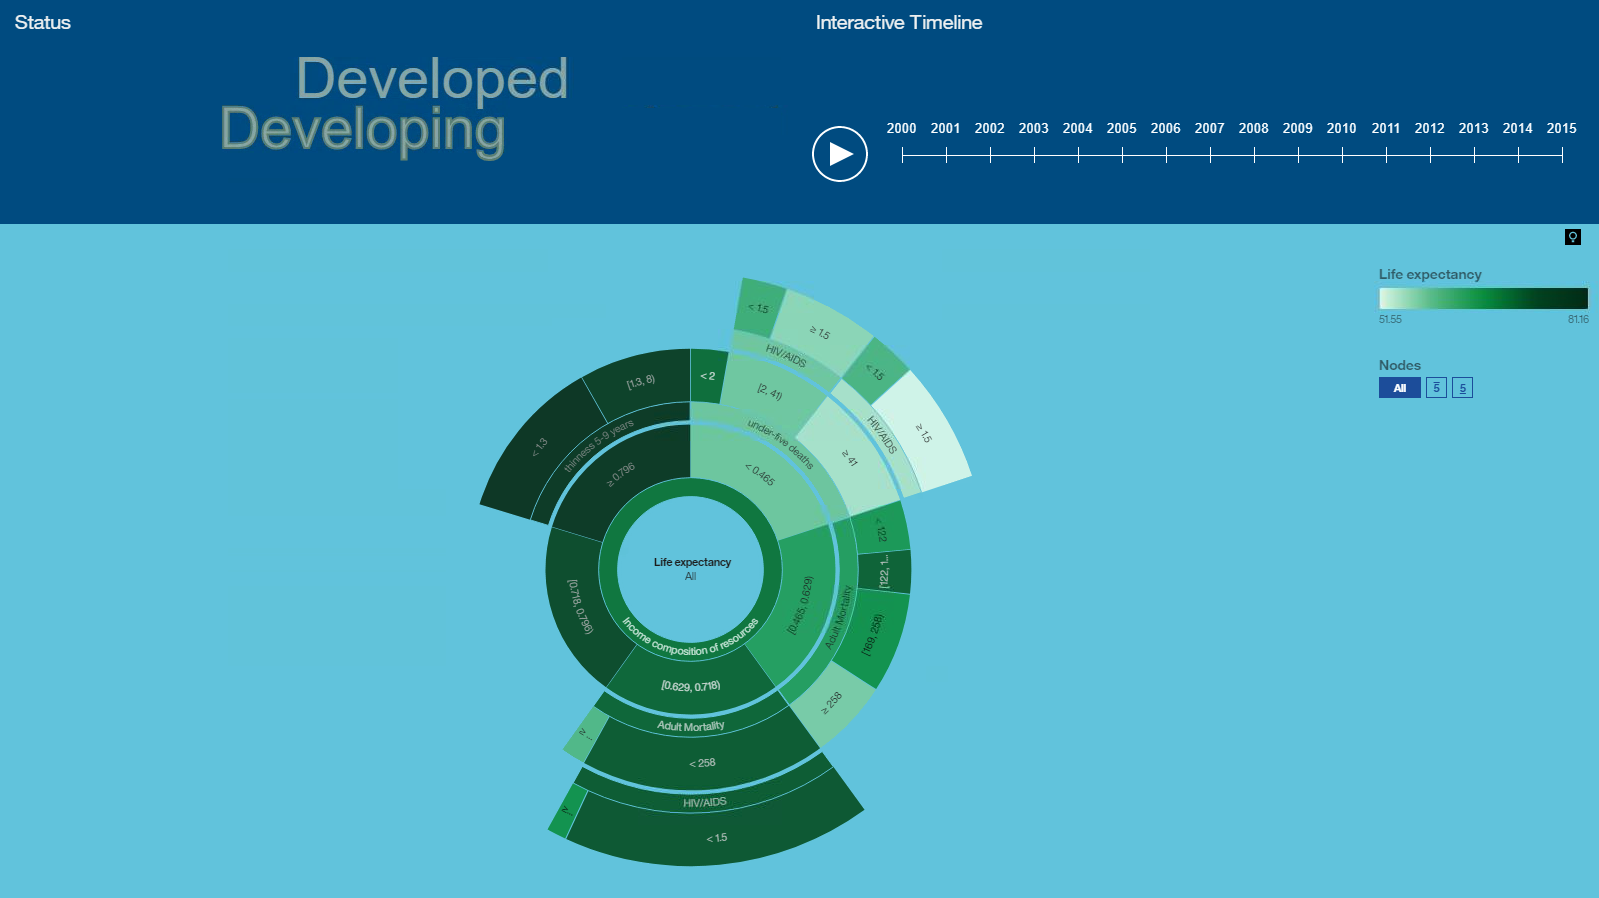 Status
Interactive Timeline
Developed
Developing
2000 2001 2002 2003 2004 2005 2006 2007 2008 2009 2010 2011 2012 2013 2014 2015
Life expectancy
51.55 81.16
Nodes
All 5 5
< 1.5
≥ 1.5
HIV/AIDS
< 1.5
≥ 1.5
HIV/AIDS
[1.3, 8)
< 2
[2, 41)
≥ 41
< 1.3
thinness 5-9 years
under-five deaths
≥ 0.796
< 0.465
< 122
[122, 1...
[169, 258)
≥ 258
Adult Mortality
[0.465, 0.629)
Life expectancy
All
Income composition of resources
[0.718, 0.796)
[0.629, 0.718)
Adult Mortality
≥ ...
< 258
HIV/AIDS
≥...
< 1.5